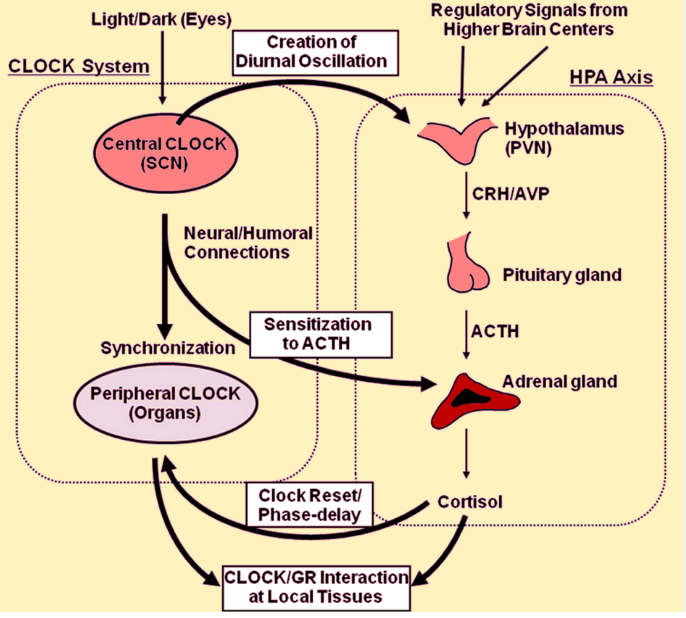 Light/Dark (Eyes)
Regulatory Signals from
Higher Brain Centers
Creation of
Diurnal Oscillation
CLOCK System
HPA Axis
Central CLOCK
(SCN)
Hypothalamus
(PVN)
CRH/AVP
Neural/Humoral
Connections
Pituitary gland
Sensitization
to ACTH
ACTH
Synchronization
Adrenal gland
Peripheral CLOCK
(Organs)
Clock Reset/
Phase-delay
Cortisol
CLOCK/GR Interaction
at Local Tissues